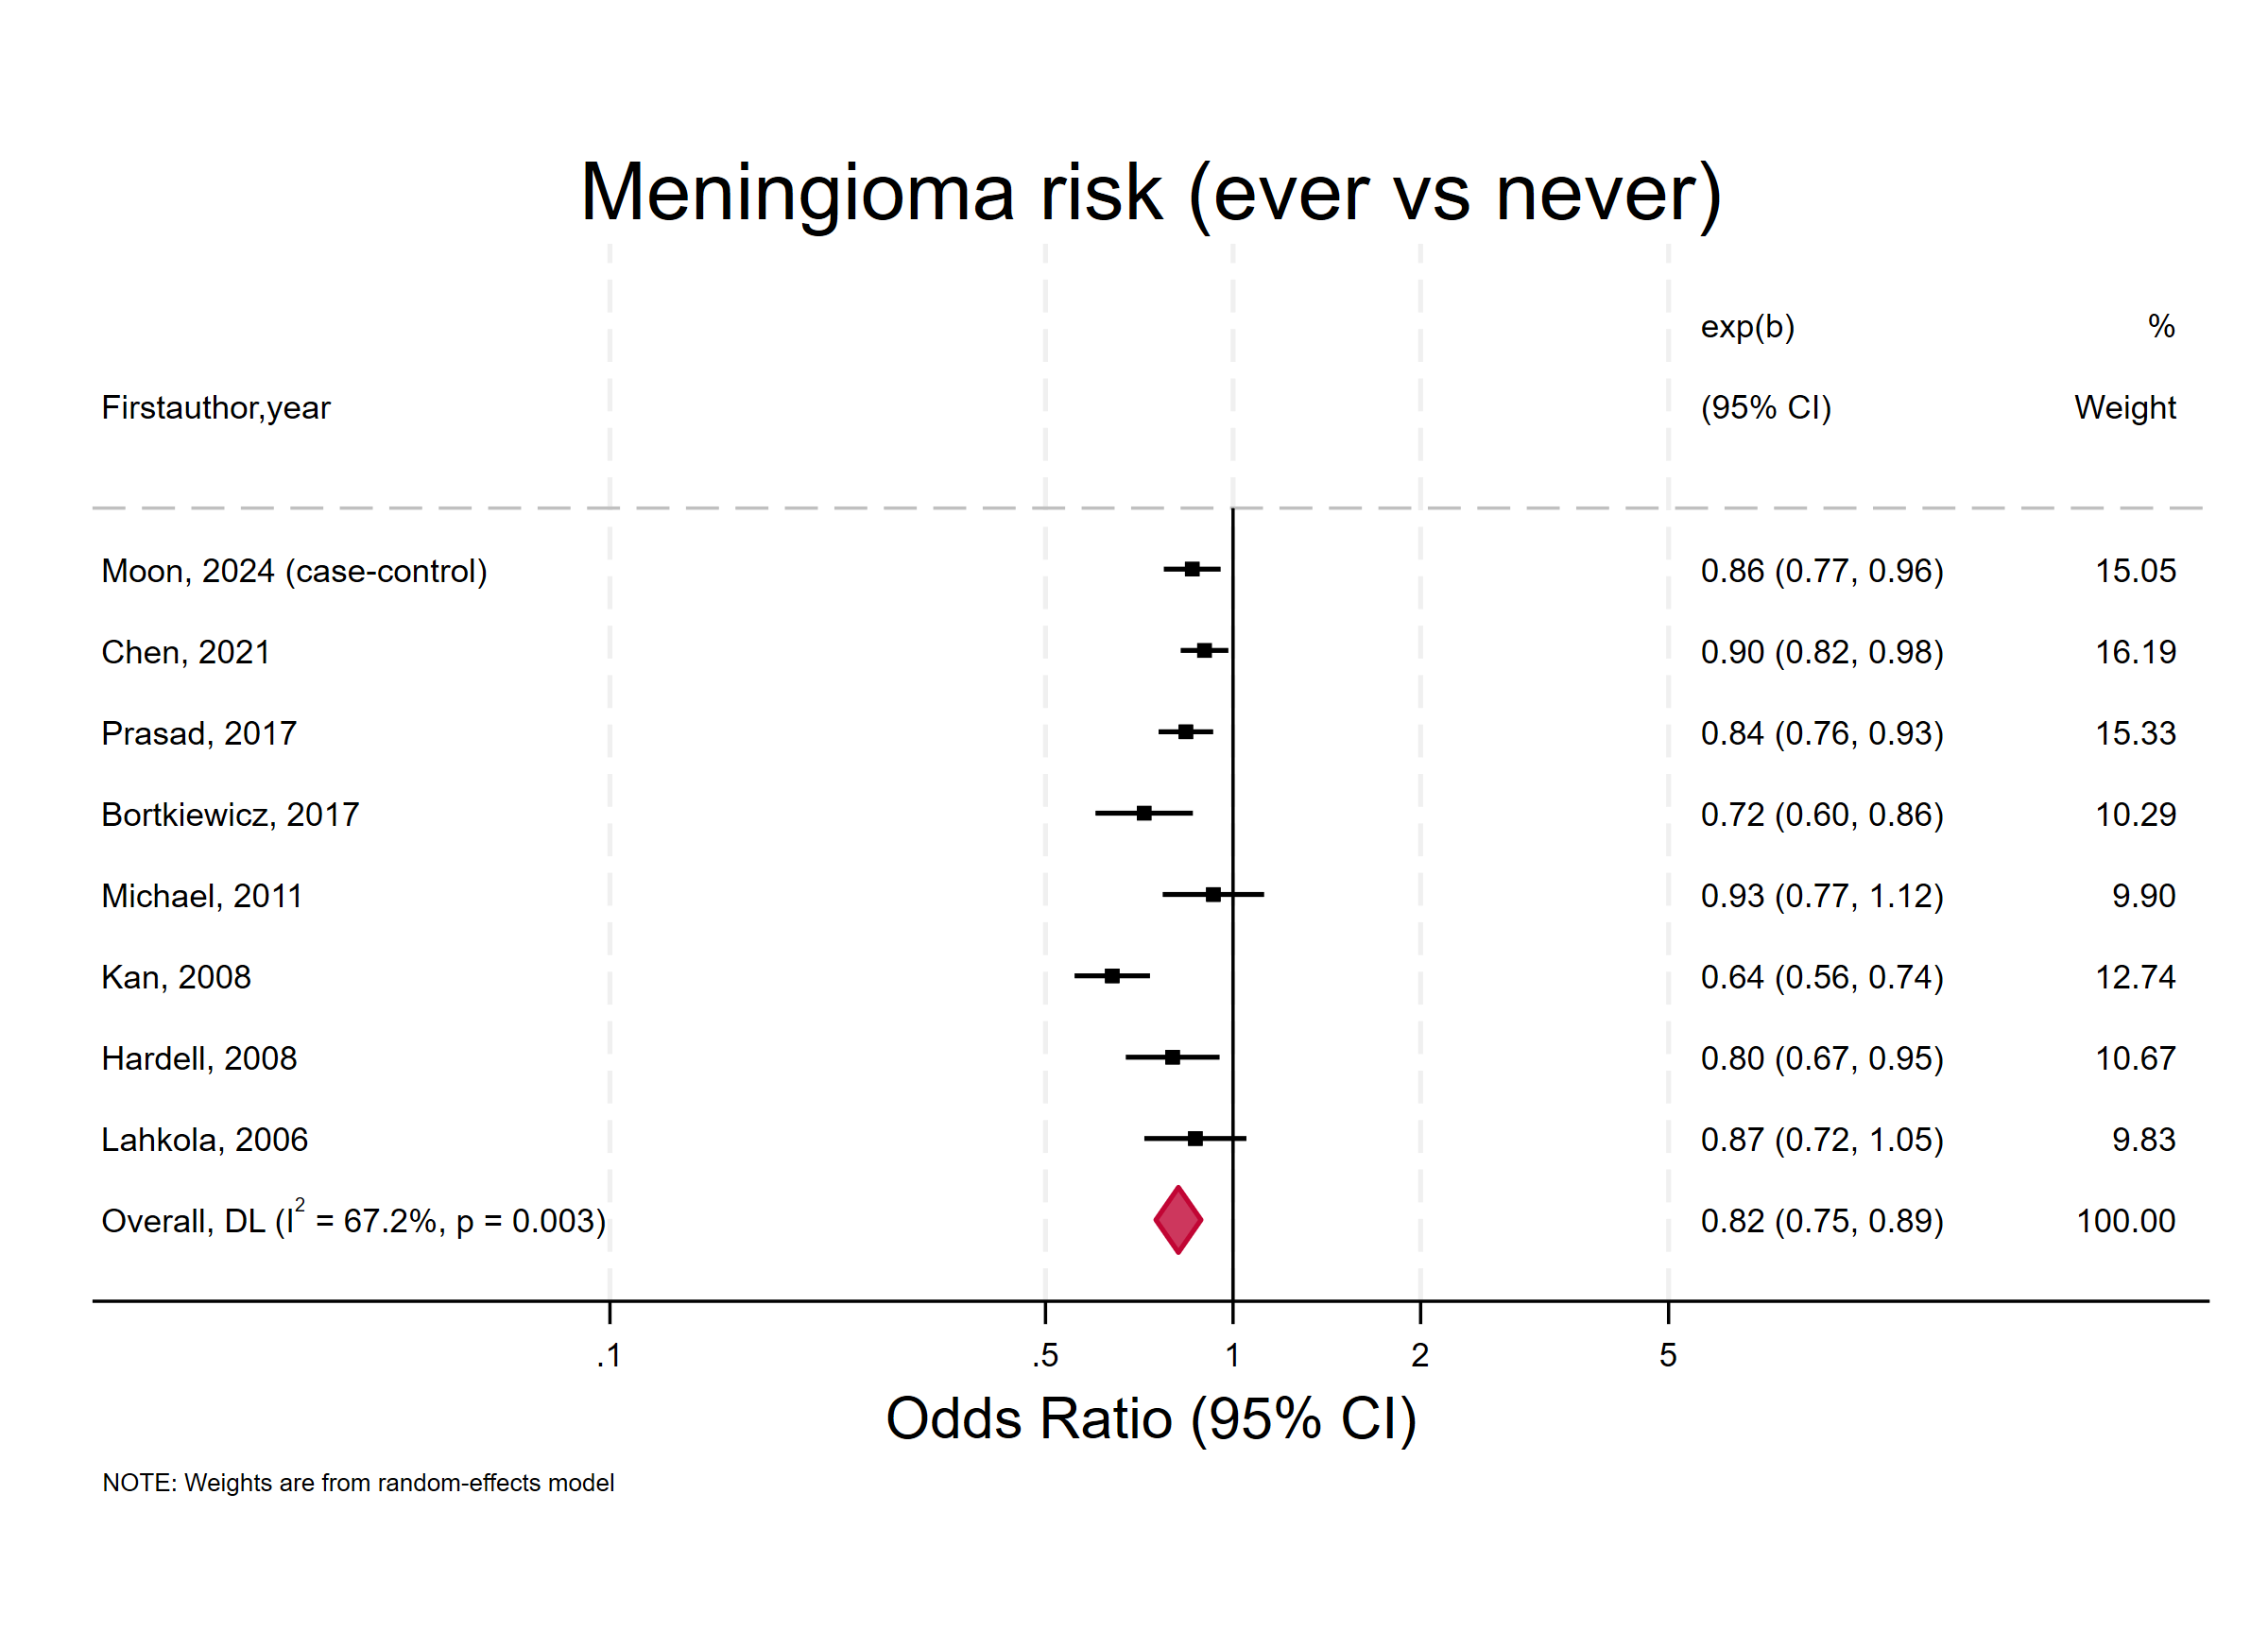 Meningioma risk (ever vs never)
exp(b) %
Firstauthor,year (95% CI) Weight
Moon, 2024 (case-control) 0.86 (0.77, 0.96) 15.05
Chen, 2021 0.90 (0.82, 0.98) 16.19
Prasad, 2017 0.84 (0.76, 0.93) 15.33
Bortkiewicz, 2017 0.72 (0.60, 0.86) 10.29
Michael, 2011 0.93 (0.77, 1.12) 9.90
Kan, 2008 0.64 (0.56, 0.74) 12.74
Hardell, 2008 0.80 (0.67, 0.95) 10.67
Lahkola, 2006 0.87 (0.72, 1.05) 9.83
Overall, DL (I² = 67.2%, p = 0.003) 0.82 (0.75, 0.89) 100.00
.1 .5 1 2 5
Odds Ratio (95% CI)
NOTE: Weights are from random-effects model